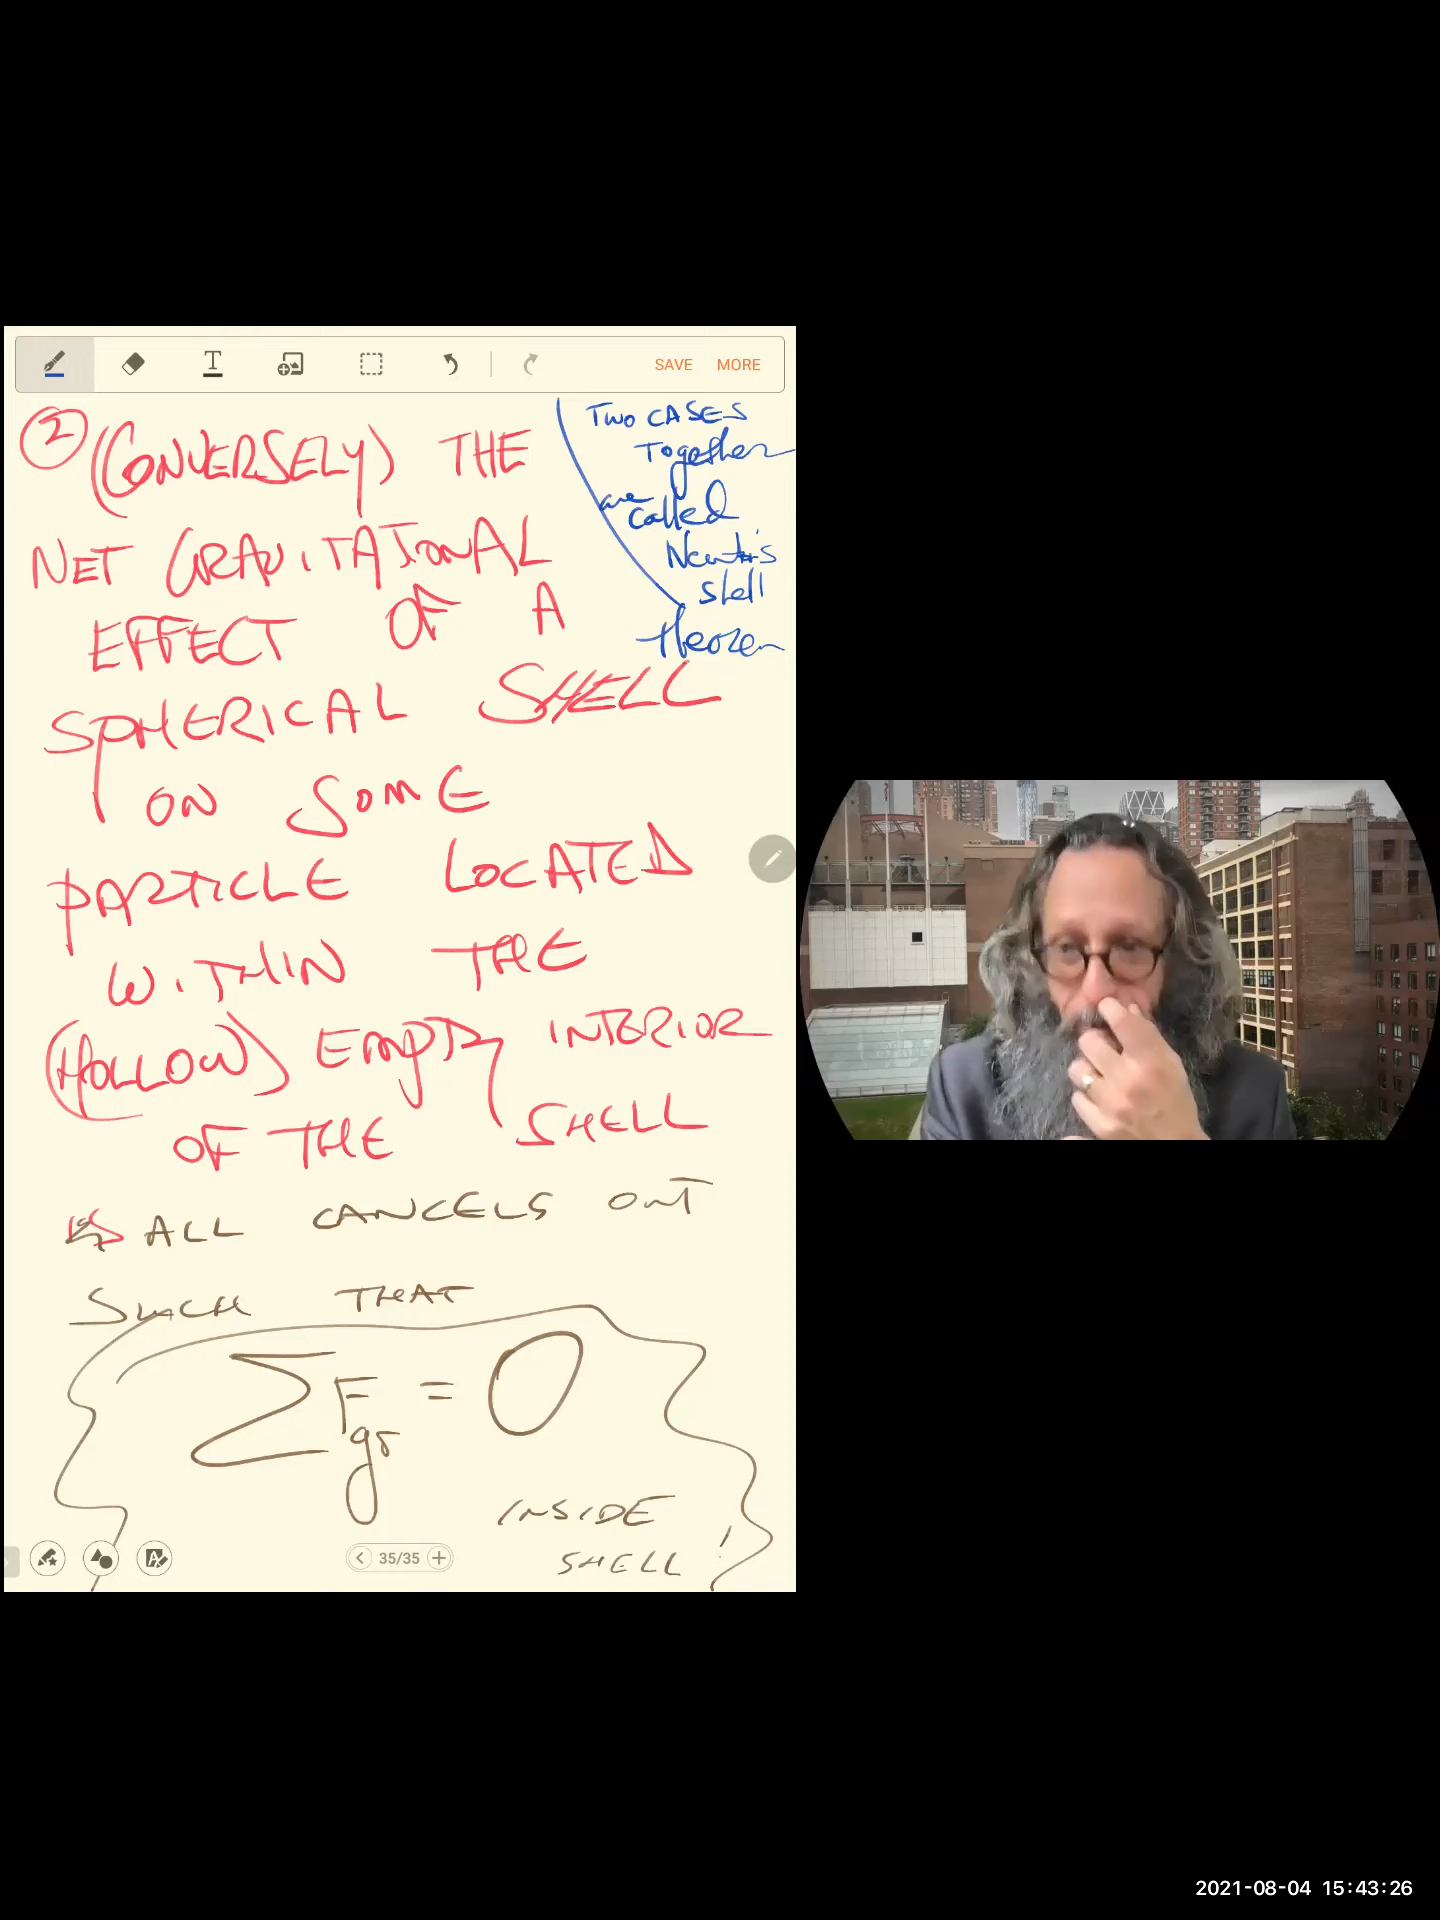 T
SAVE MORE
2 (CONVERSELY) THE
NET GRAVITATIONAL
EFFECT OF A
SPHERICAL SHELL
ON SOME
PARTICLE LOCATED
WITHIN THE
(HOLLOW) EMPTY INTERIOR
OF THE SHELL
ALL CANCELS OUT
SUCH THAT
ΣFgr = 0
INSIDE
SHELL!
TWO CASES
Together
are called
Newton's
shell
theorem
A
35/35
2021-08-04 15:43:26